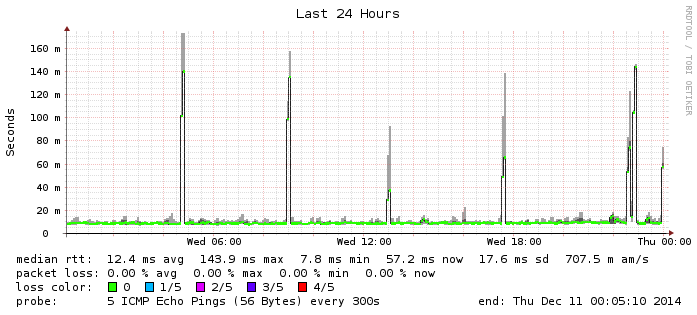 Last 24 Hours
RRDTOOL / TOBI OETIKER
Seconds
160 m
140 m
120 m
100 m
80 m
60 m
40 m
20 m
0
Wed 06:00 Wed 12:00 Wed 18:00 Thu 00:00
median rtt: 12.4 ms avg 143.9 ms max 7.8 ms min 57.2 ms now 17.6 ms sd 707.5 m am/s
packet loss: 0.00 % avg 0.00 % max 0.00 % min 0.00 % now
loss color: 0 1/5 2/5 3/5 4/5
probe: 5 ICMP Echo Pings (56 Bytes) every 300s end: Thu Dec 11 00:05:10 2014